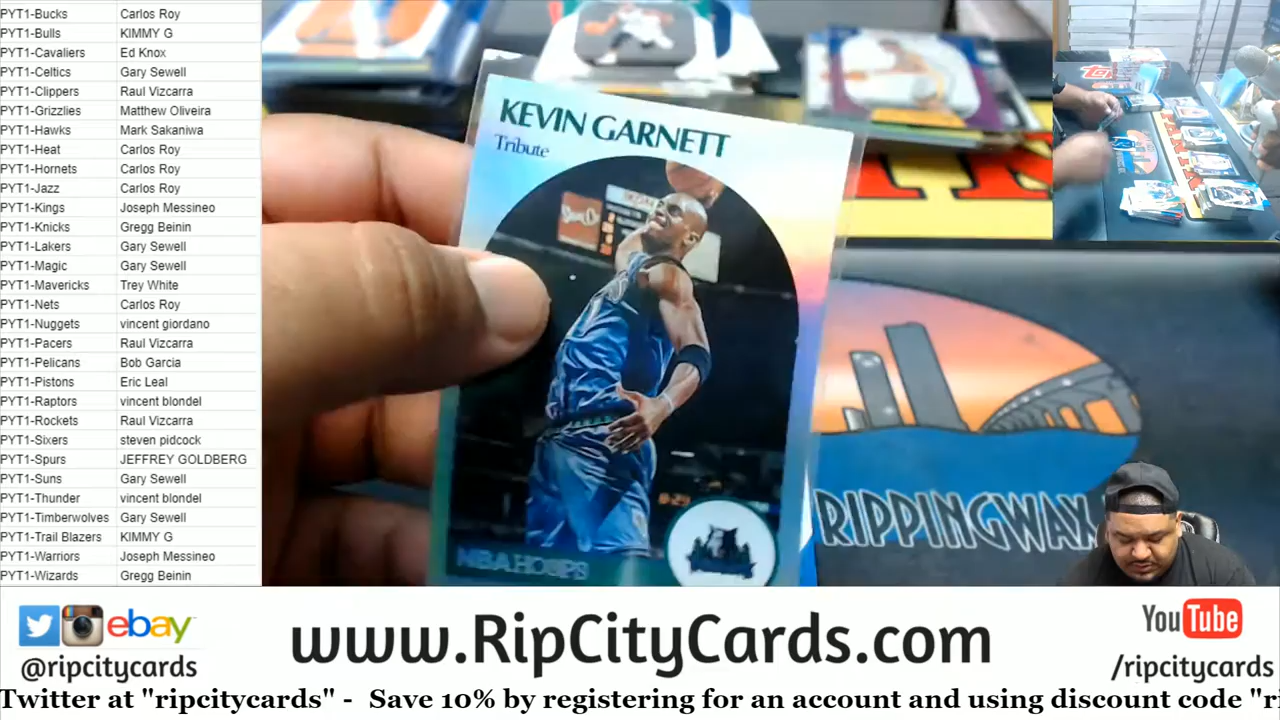 PYT1-Bucks Carlos Roy
PYT1-Bulls KIMMY G
PYT1-Cavaliers Ed Knox
PYT1-Celtics Gary Sewell
PYT1-Clippers Raul Vizcarra
PYT1-Grizzlies Matthew Oliveira
PYT1-Hawks Mark Sakaniwa
PYT1-Heat Carlos Roy
PYT1-Hornets Carlos Roy
PYT1-Jazz Carlos Roy
PYT1-Kings Joseph Messineo
PYT1-Knicks Gregg Beinin
PYT1-Lakers Gary Sewell
PYT1-Magic Gary Sewell
PYT1-Mavericks Trey White
PYT1-Nets Carlos Roy
PYT1-Nuggets vincent giordano
PYT1-Pacers Raul Vizcarra
PYT1-Pelicans Bob Garcia
PYT1-Pistons Eric Leal
PYT1-Raptors vincent blondel
PYT1-Rockets Raul Vizcarra
PYT1-Sixers steven pidcock
PYT1-Spurs JEFFREY GOLDBERG
PYT1-Suns Gary Sewell
PYT1-Thunder vincent blondel
PYT1-Timberwolves Gary Sewell
PYT1-Trail Blazers KIMMY G
PYT1-Warriors Joseph Messineo
PYT1-Wizards Gregg Beinin
KEVIN GARNETT
Tribute
NBA HOOPS
RIPPINGWAX
ebay
@ripcitycards
www.RipCityCards.com
YouTube
/ripcitycards
Twitter at "ripcitycards" - Save 10% by registering for an account and using discount code "ri